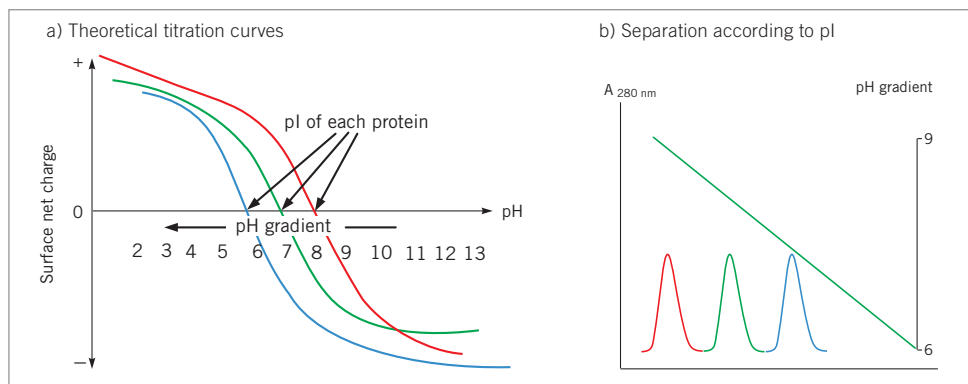 a) Theoretical titration curves
+
pI of each protein
Surface net charge
0
pH
pH gradient
2 3 4 5 6 7 8 9 10 11 12 13
–
b) Separation according to pI
A 280 nm
pH gradient
9
6